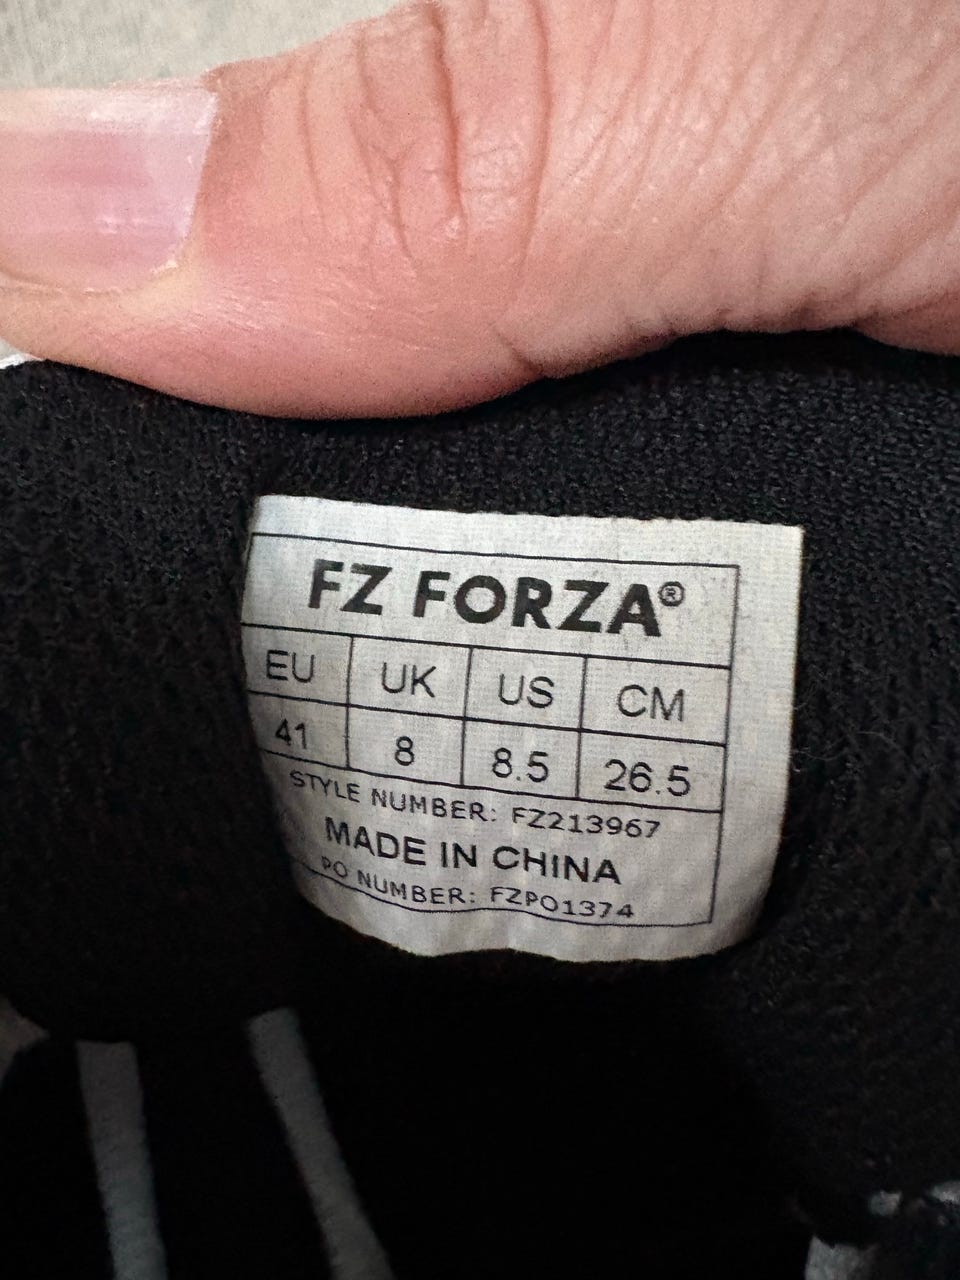 FZ FORZA®
EU UK US CM
41 8 8.5 26.5
STYLE NUMBER: FZ213967
MADE IN CHINA
PO NUMBER: FZPO1374